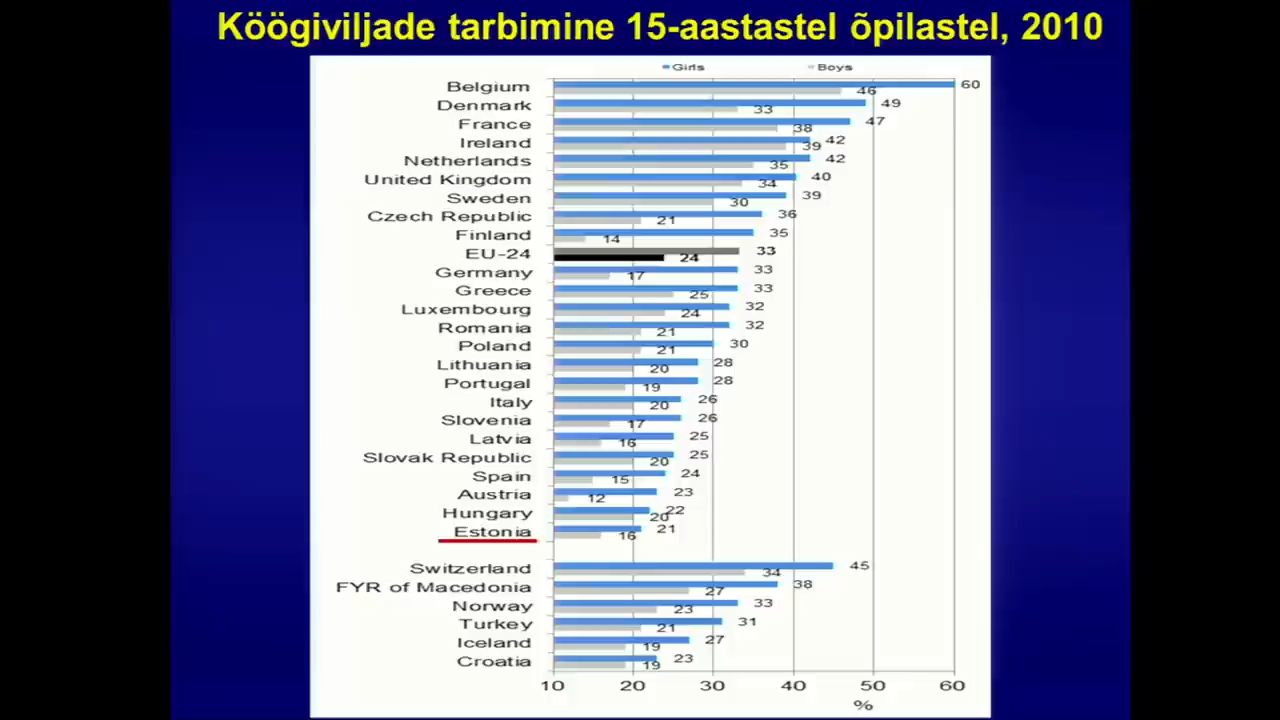 Köögiviljade tarbimine 15-aastastel õpilastel, 2010
Girls Boys
Belgium 60 46
Denmark 49 33
France 47 38
Ireland 42 39
Netherlands 42 35
United Kingdom 40 34
Sweden 39 30
Czech Republic 36 21
Finland 35 14
EU-24 33 24
Germany 33 17
Greece 33 25
Luxembourg 32 24
Romania 32 21
Poland 30 21
Lithuania 28 20
Portugal 28 19
Italy 26 20
Slovenia 26 17
Latvia 25 16
Slovak Republic 25 20
Spain 24 15
Austria 23 12
Hungary 22 20
Estonia 21 16
Switzerland 45 34
FYR of Macedonia 38 27
Norway 33 23
Turkey 31 21
Iceland 27 19
Croatia 23 19
10 20 30 40 50 60
%